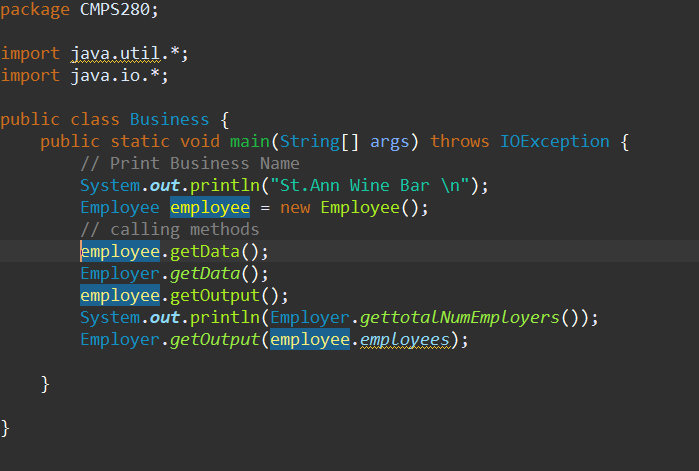 package CMPS280;
import java.util.*;
import java.io.*;
public class Business {
public static void main(String[] args) throws IOException {
// Print Business Name
System.out.println("St.Ann Wine Bar \n");
Employee employee = new Employee();
// calling methods
employee.getData();
Employer.getData();
employee.getOutput();
System.out.println(Employer.gettotalNumEmployers());
Employer.getOutput(employee.employees);
}
}